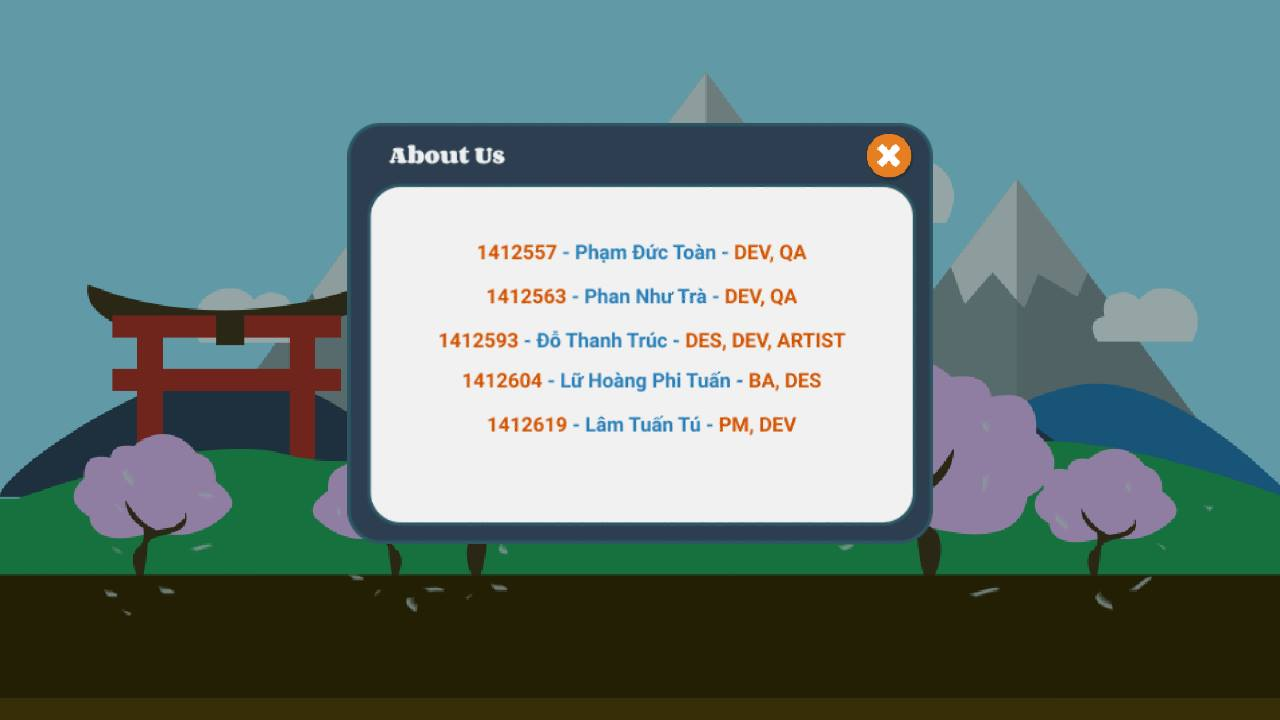 About Us
1412557 - Phạm Đức Toàn - DEV, QA
1412563 - Phan Như Trà - DEV, QA
1412593 - Đỗ Thanh Trúc - DES, DEV, ARTIST
1412604 - Lữ Hoàng Phi Tuấn - BA, DES
1412619 - Lâm Tuấn Tú - PM, DEV